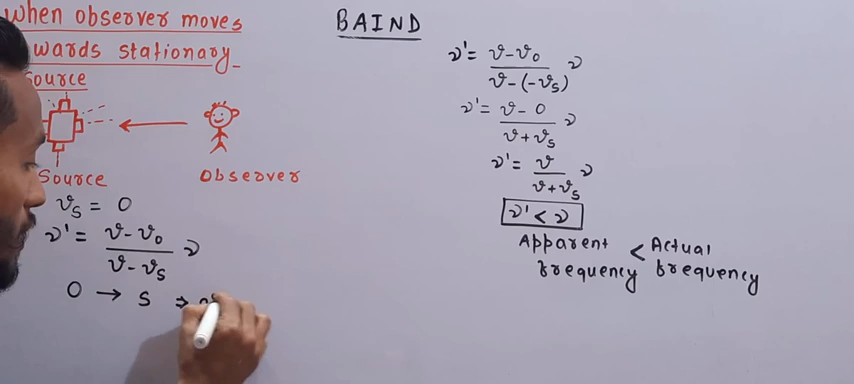 When observer moves
wards stationary
Source
Source
Observer
vₛ = 0
ν' = (v - v₀)/(v - vₛ) ν
O → S ⇒
BAIND
ν' = (v - v₀)/(v - (-vₛ)) ν
ν' = (v - 0)/(v + vₛ) ν
ν' = v/(v + vₛ) ν
ν' < ν
Apparent frequency < Actual frequency